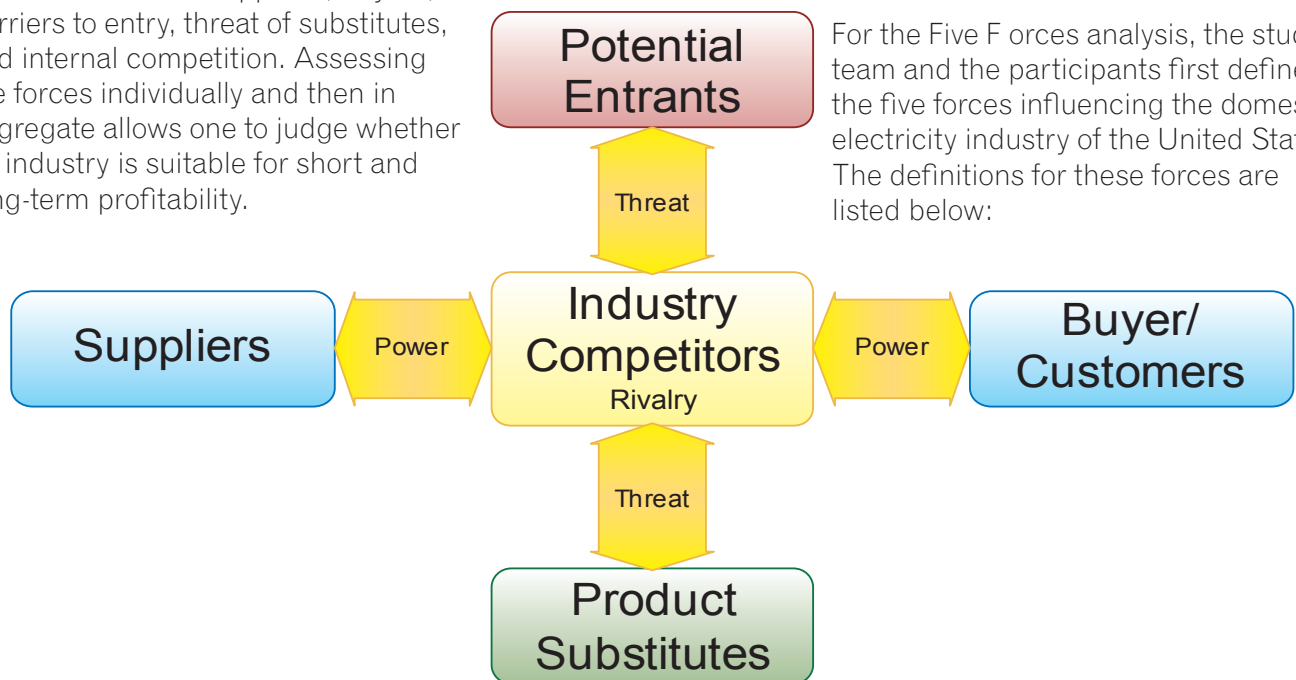 rriers to entry, threat of substitutes,
d internal competition. Assessing
e forces individually and then in
gregate allows one to judge whether
industry is suitable for short and
ng-term profitability.
For the Five F orces analysis, the stud
team and the participants first define
the five forces influencing the domes
electricity industry of the United Stat
The definitions for these forces are
listed below:
Potential
Entrants
Threat
Suppliers
Power
Industry
Competitors
Rivalry
Power
Buyer/
Customers
Threat
Product
Substitutes